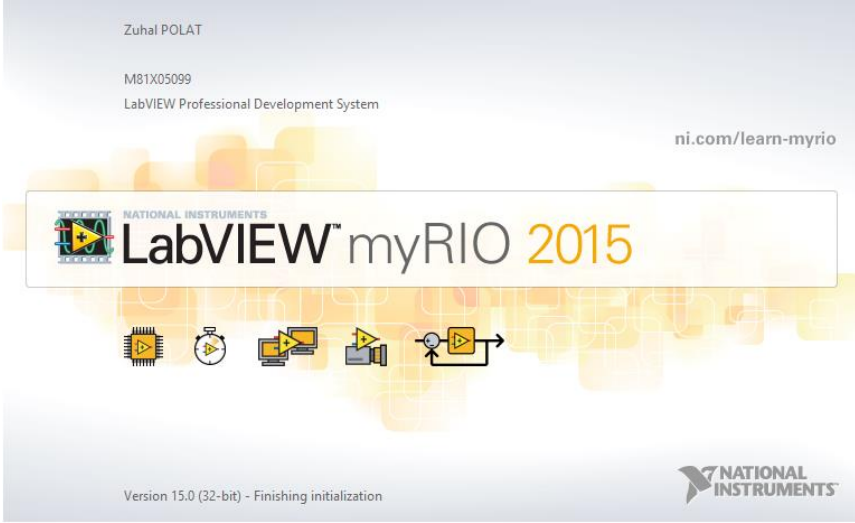 Zuhal POLAT
M81X05099
LabVIEW Professional Development System
ni.com/learn-myrio
NATIONAL INSTRUMENTS
LabVIEW™ myRIO 2015
Version 15.0 (32-bit) - Finishing initialization
NATIONAL
INSTRUMENTS